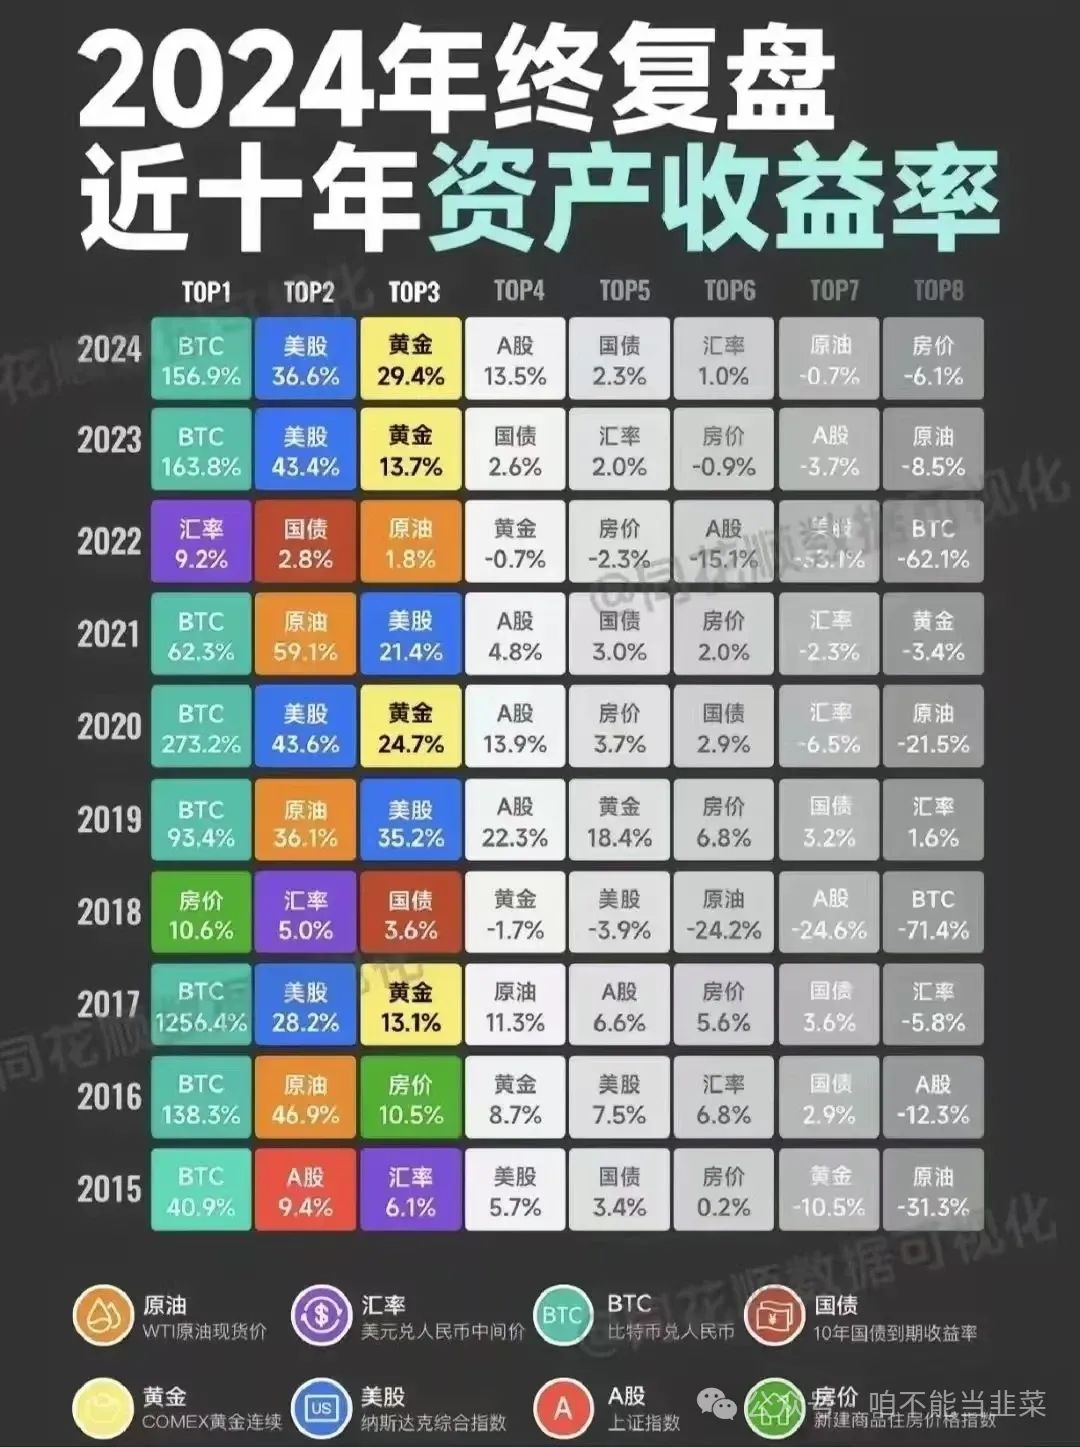 2024年终复盘
近十年资产收益率
TOP1 TOP2 TOP3 TOP4 TOP5 TOP6 TOP7 TOP8
2024
BTC 美股 黄金 A股 国债 汇率 原油 房价
156.9% 36.6% 29.4% 13.5% 2.3% 1.0% -0.7% -6.1%
2023
BTC 美股 黄金 国债 汇率 房价 A股 原油
163.8% 43.4% 13.7% 2.6% 2.0% -0.9% -3.7% -8.5%
2022
汇率 国债 原油 黄金 房价 A股 美股 BTC
9.2% 2.8% 1.8% -0.7% -2.3% -15.1% -33.1% -62.1%
2021
BTC 原油 美股 A股 国债 房价 汇率 黄金
62.3% 59.1% 21.4% 4.8% 3.0% 2.0% -2.3% -3.4%
2020
BTC 美股 黄金 A股 房价 国债 汇率 原油
273.2% 43.6% 24.7% 13.9% 3.7% 2.9% -6.5% -21.5%
2019
BTC 原油 美股 A股 黄金 房价 国债 汇率
93.4% 36.1% 35.2% 22.3% 18.4% 6.8% 3.2% 1.6%
2018
房价 汇率 国债 黄金 美股 原油 A股 BTC
10.6% 5.0% 3.6% -1.7% -3.9% -24.2% -24.6% -71.4%
2017
BTC 美股 黄金 原油 A股 房价 国债 汇率
1256.4% 28.2% 13.1% 11.3% 6.6% 5.6% 3.6% -5.8%
2016
BTC 原油 房价 黄金 美股 汇率 国债 A股
138.3% 46.9% 10.5% 8.7% 7.5% 6.8% 2.9% -12.3%
2015
BTC A股 汇率 美股 国债 房价 黄金 原油
40.9% 9.4% 6.1% 5.7% 3.4% 0.2% -10.5% -31.3%
原油 汇率 BTC BTC 国债
WTI原油现货价 美元兑人民币中间价 比特币兑人民币 10年国债到期收益率
黄金 US 美股 A A股 房价
COMEX黄金连续 纳斯达克综合指数 上证指数 新建商品住房价格指数
@同花顺数据可视化
公众号 · 咱不能当韭菜